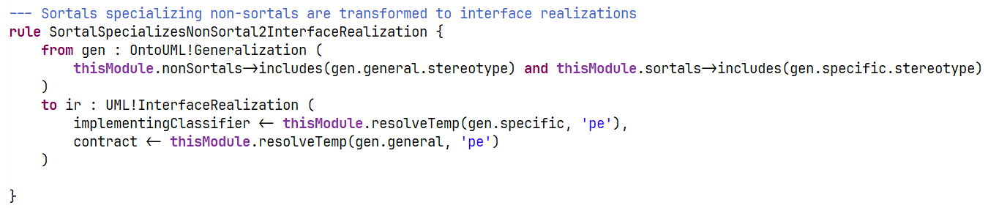 --- Sortals specializing non-sortals are transformed to interface realizations
rule SortalSpecializesNonSortal2InterfaceRealization {
    from gen : OntoUML!Generalization (
        thisModule.nonSortals->includes(gen.general.stereotype) and thisModule.sortals->includes(gen.specific.stereotype)
    )
    to ir : UML!InterfaceRealization (
        implementingClassifier <- thisModule.resolveTemp(gen.specific, 'pe'),
        contract <- thisModule.resolveTemp(gen.general, 'pe')
    )
}